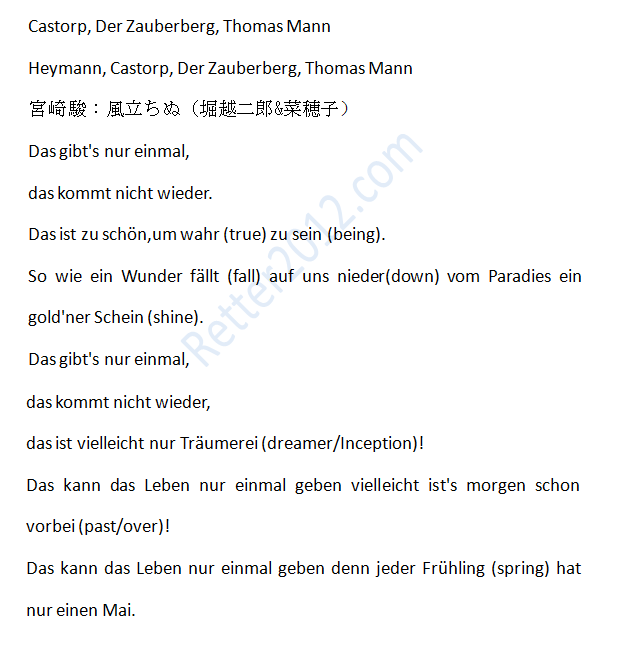 Castorp, Der Zauberberg, Thomas Mann
Heymann, Castorp, Der Zauberberg, Thomas Mann
宮崎駿：風立ちぬ（堀越二郎&菜穂子）
Das gibt's nur einmal,
das kommt nicht wieder.
Das ist zu schön,um wahr (true) zu sein (being).
So wie ein Wunder fällt (fall) auf uns nieder(down) vom Paradies ein
gold'ner Schein (shine).
Das gibt's nur einmal,
das kommt nicht wieder,
das ist vielleicht nur Träumerei (dreamer/Inception)!
Das kann das Leben nur einmal geben vielleicht ist's morgen schon
vorbei (past/over)!
Das kann das Leben nur einmal geben denn jeder Frühling (spring) hat
nur einen Mai.
Retter2012.com